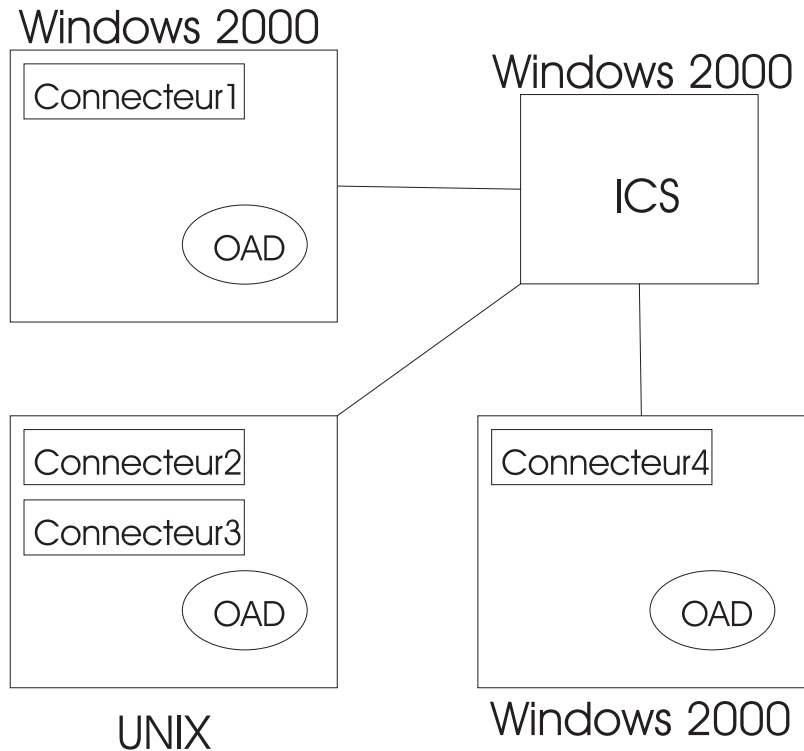 Windows 2000
Connecteur1
OAD
Windows 2000
ICS
Connecteur2
Connecteur3
OAD
UNIX
Connecteur4
OAD
Windows 2000